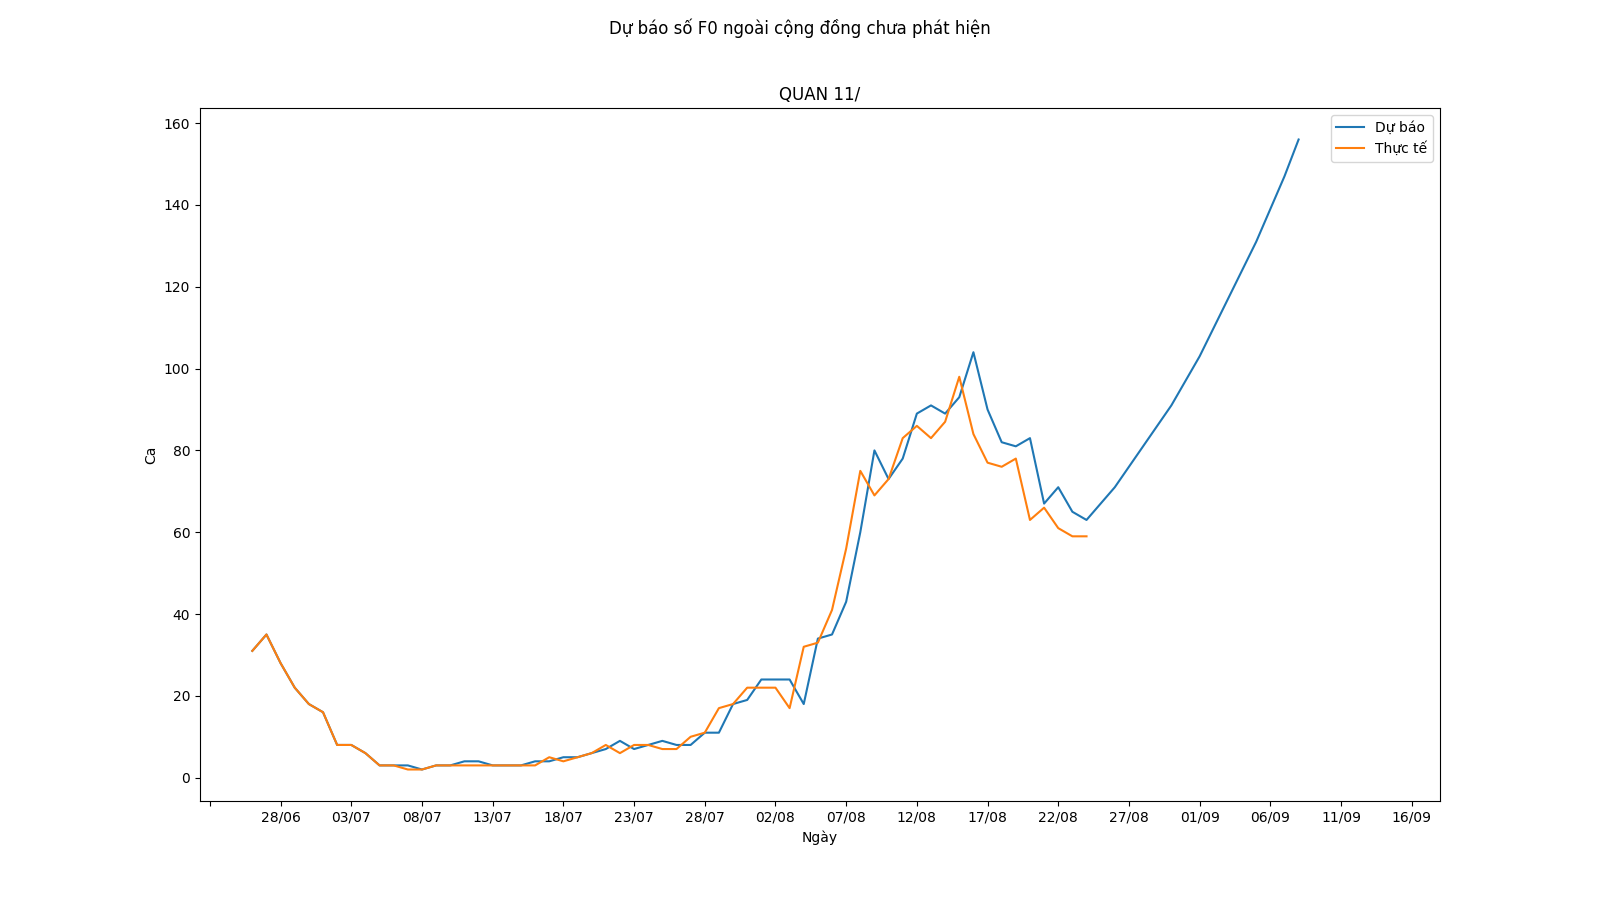 Dự báo số F0 ngoài cộng đồng chưa phát hiện
QUAN 11/
160
140
120
100
80
60
40
20
0
Ca
Dự báo
Thực tế
28/06 03/07 08/07 13/07 18/07 23/07 28/07 02/08 07/08 12/08 17/08 22/08 27/08 01/09 06/09 11/09 16/09
Ngày